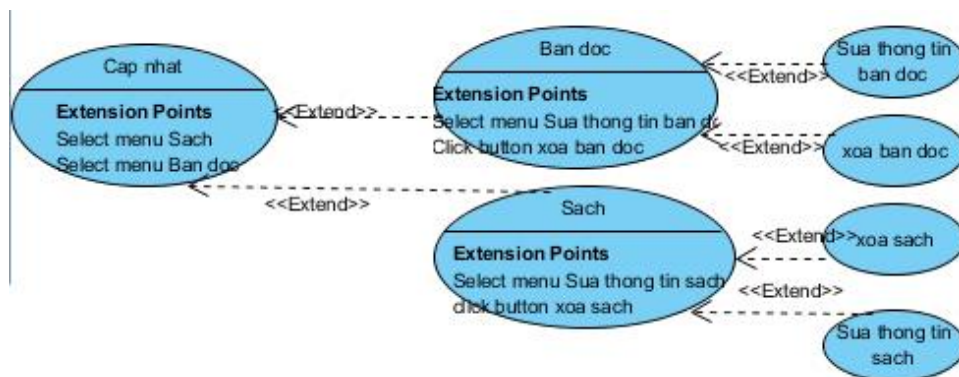 Cap nhat
Extension Points
Select menu Sach
Select menu Ban doc
<<Extend>>
<<Extend>>
Ban doc
Extension Points
Select menu Sua thong tin ban dc
Click button xoa ban doc
<<Extend>>
Sua thong tin
ban doc
<<Extend>>
xoa ban doc
Sach
Extension Points
Select menu Sua thong tin sach
click button xoa sach
<<Extend>>
xoa sach
<<Extend>>
Sua thong tin
sach